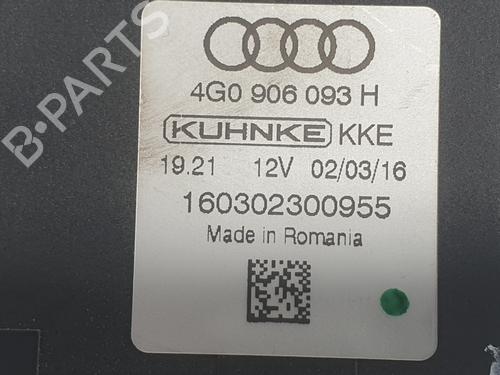 B-PARTS
4G0 906 093 H
KUHNKE KKE
19.21 12V 02/03/16
160302300955
Made in Romania